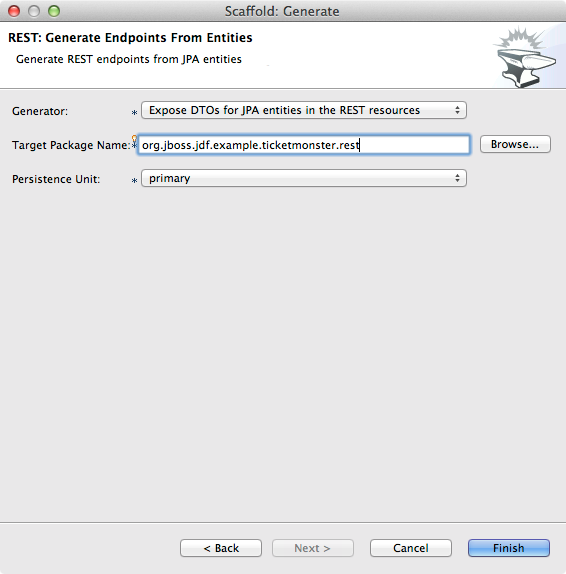 Scaffold: Generate
REST: Generate Endpoints From Entities
Generate REST endpoints from JPA entities
Generator: * Expose DTOs for JPA entities in the REST resources
Target Package Name: * org.jboss.jdf.example.ticketmonster.rest Browse...
Persistence Unit: * primary
< Back Next > Cancel Finish